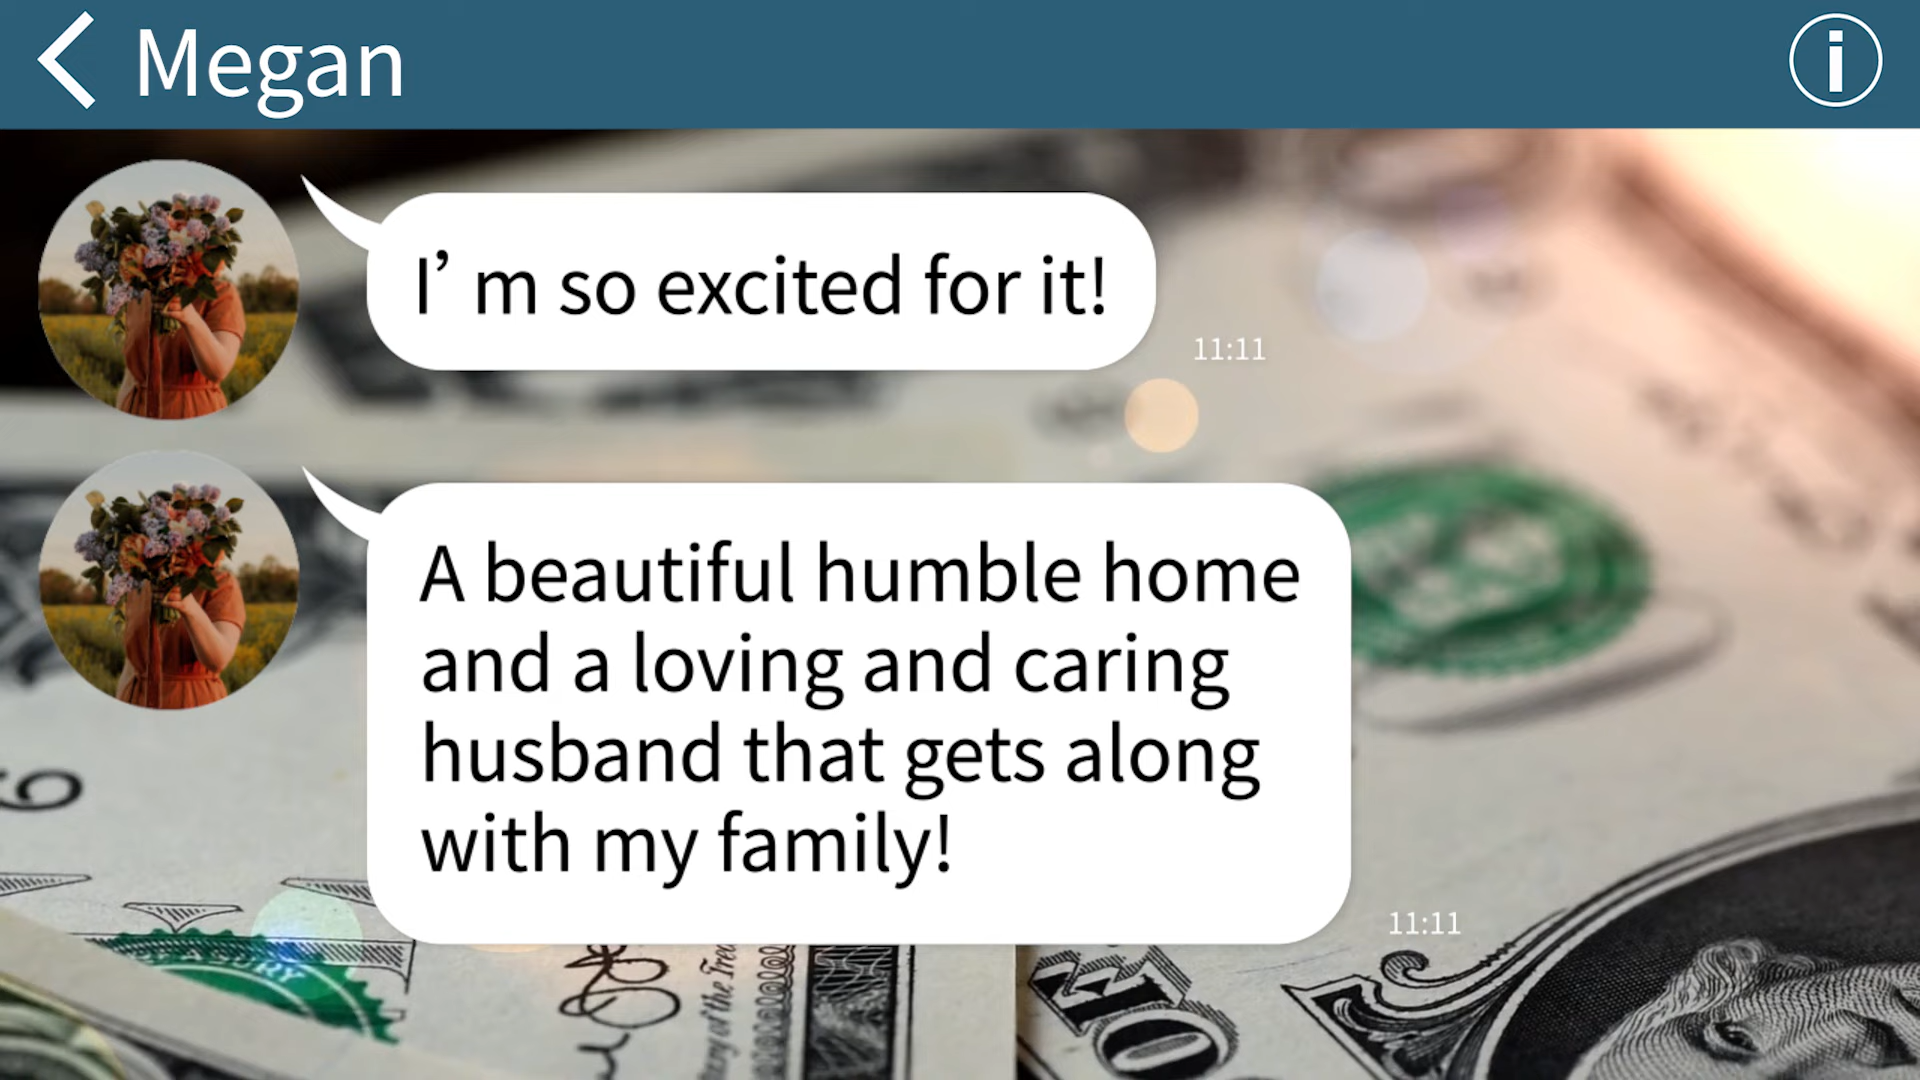 Megan
I’m so excited for it!
11:11
A beautiful humble home
and a loving and caring
husband that gets along
with my family!
11:11